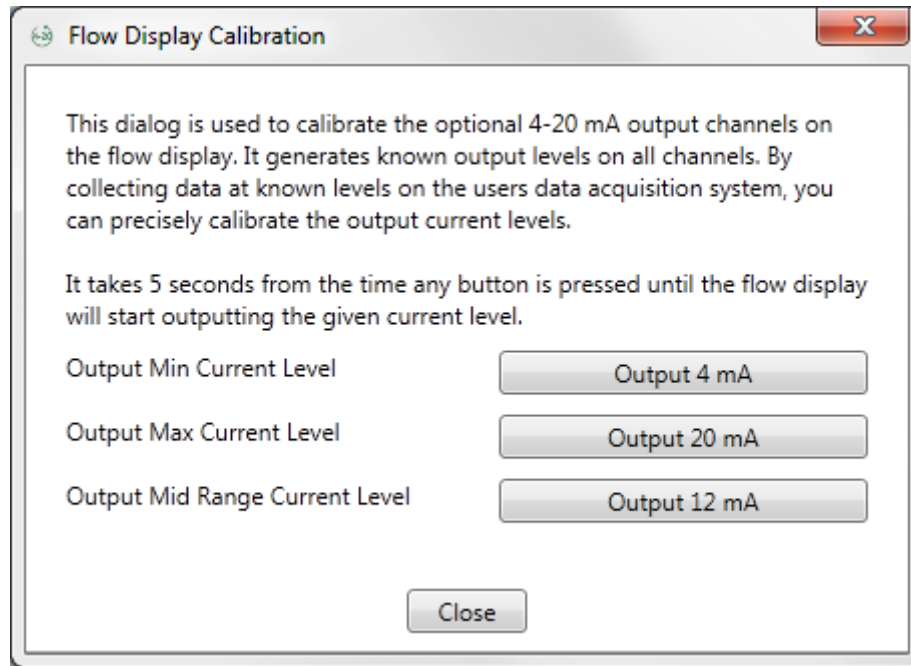 Flow Display Calibration
This dialog is used to calibrate the optional 4-20 mA output channels on
the flow display. It generates known output levels on all channels. By
collecting data at known levels on the users data acquisition system, you
can precisely calibrate the output current levels.
It takes 5 seconds from the time any button is pressed until the flow display
will start outputting the given current level.
Output Min Current Level
Output 4 mA
Output Max Current Level
Output 20 mA
Output Mid Range Current Level
Output 12 mA
Close